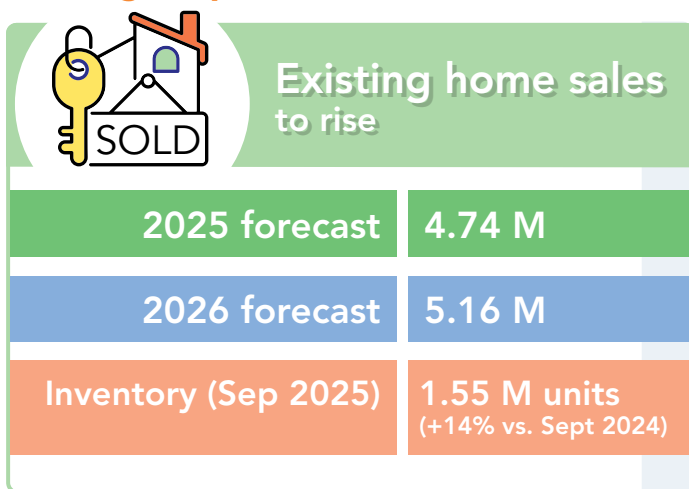 Existing home sales
to rise
SOLD
2025 forecast 4.74 M
2026 forecast 5.16 M
Inventory (Sep 2025) 1.55 M units
(+14% vs. Sept 2024)